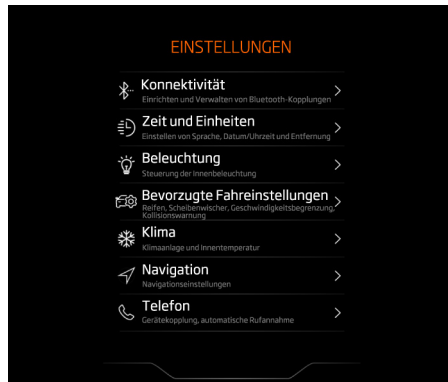 EINSTELLUNGEN
Konnektivität
Einrichten und Verwalten von Bluetooth-Kopplungen
Zeit und Einheiten
Einstellen von Sprache, Datum/Uhrzeit und Entfernung
Beleuchtung
Steuerung der Innenbeleuchtung
Bevorzugte Fahreinstellungen
Reifen, Scheibenwischer, Geschwindigkeitsbegrenzung,
Kollisionswarnung
Klima
Klimaanlage und Innentemperatur
Navigation
Navigationseinstellungen
Telefon
Gerätekopplung, automatische Rufannahme